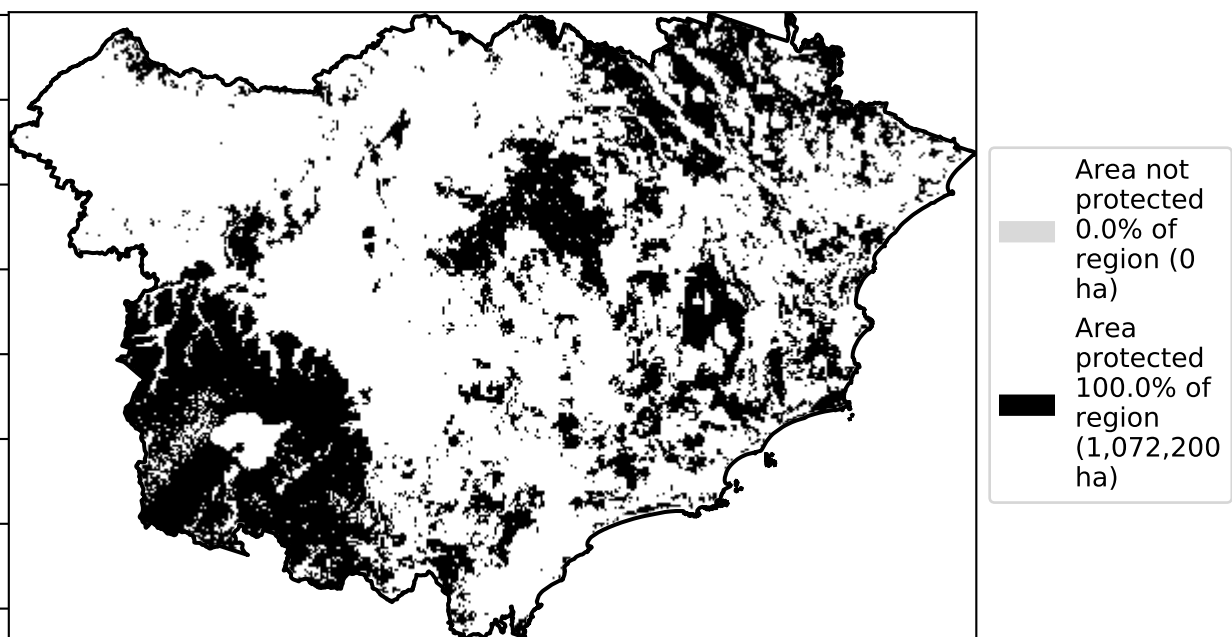 Area not
protected
0.0% of
region (0
ha)
Area
protected
100.0% of
region
(1,072,200
ha)